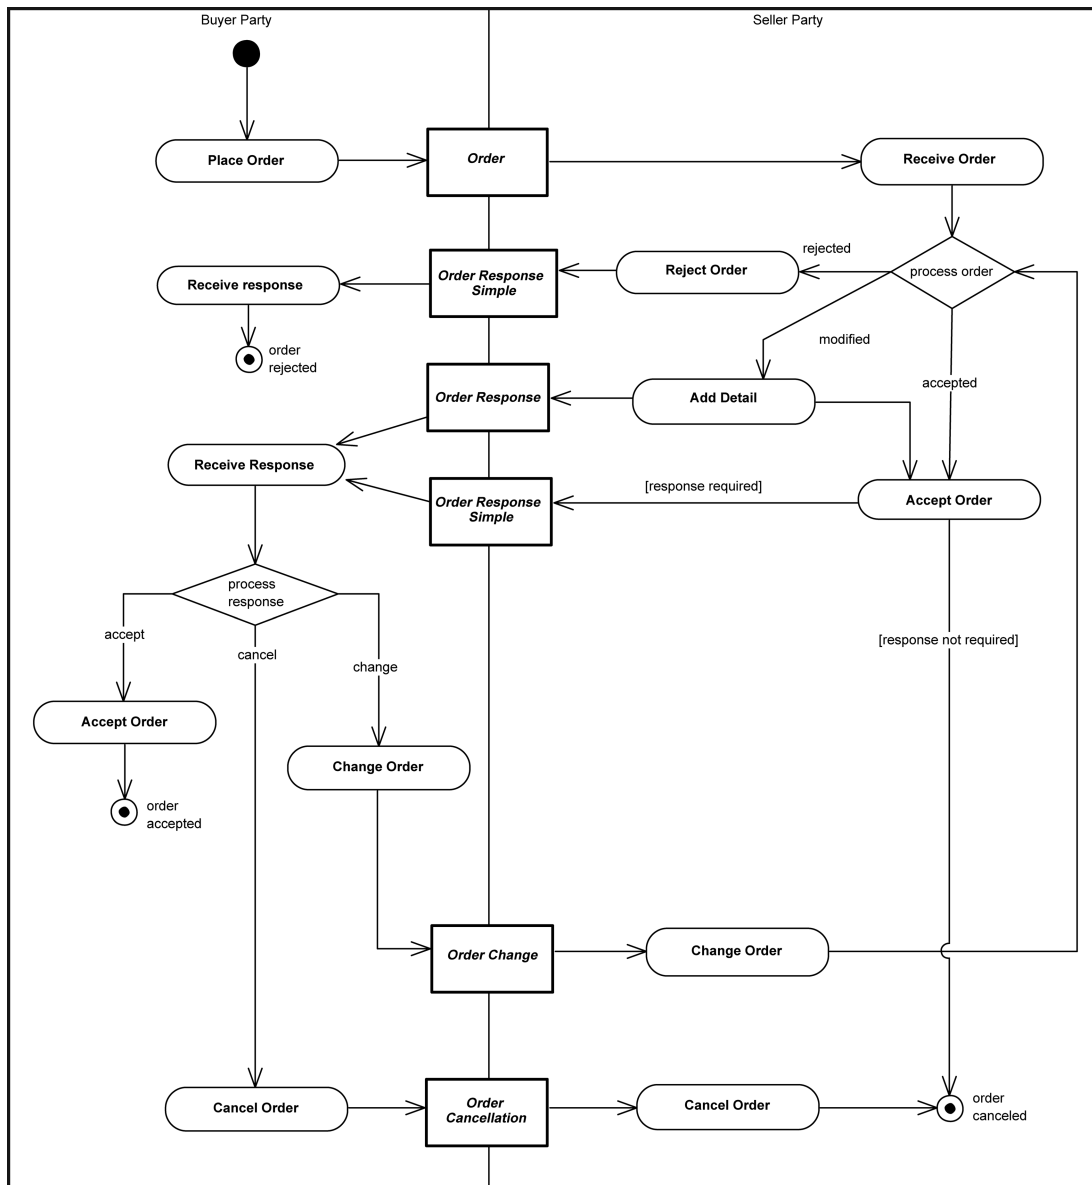 Buyer Party
Seller Party
Place Order
Order
Receive Order
rejected
Reject Order
process order
Order Response
Simple
Receive response
order
rejected
modified
accepted
Add Detail
Order Response
Receive Response
[response required]
Order Response
Simple
Accept Order
process
response
accept
cancel
change
[response not required]
Accept Order
Change Order
order
accepted
Order Change
Change Order
Cancel Order
Order
Cancellation
Cancel Order
order
canceled